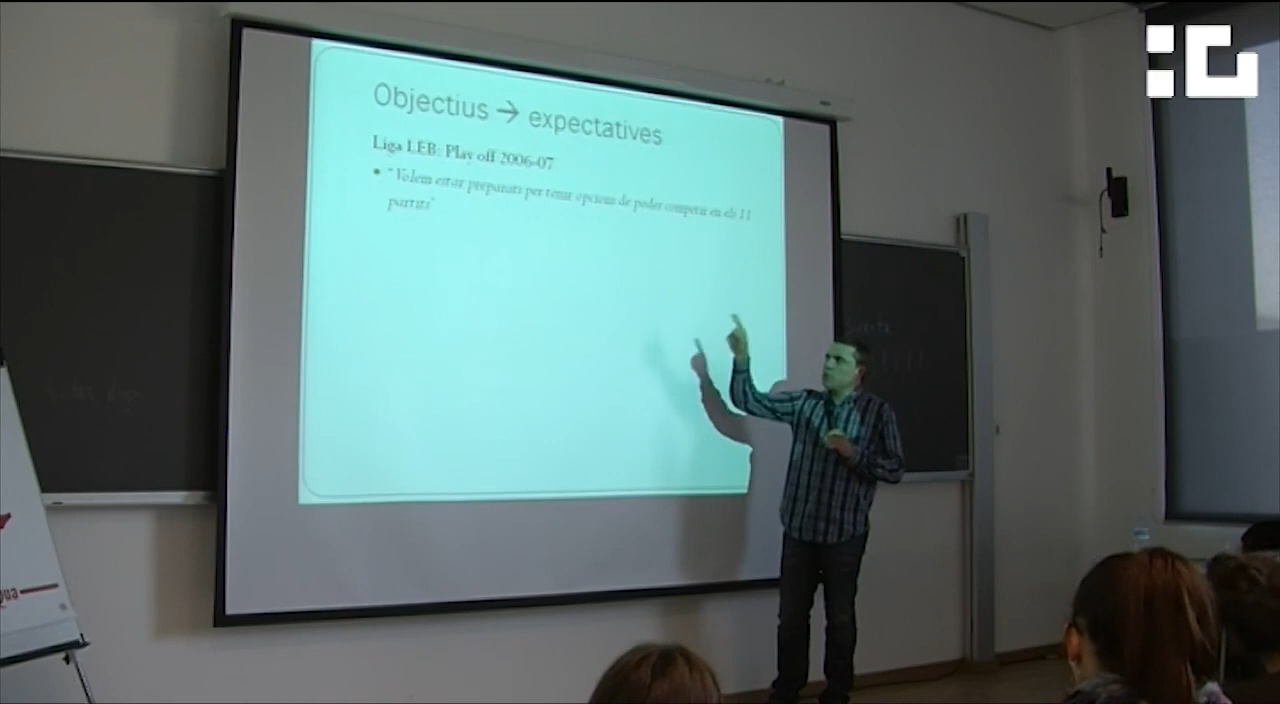 Objectius → expectatives
Liga LEB: Play off 2006-07
• "Volem estar preparats per tenir opcions de poder competir en els 11
partits"